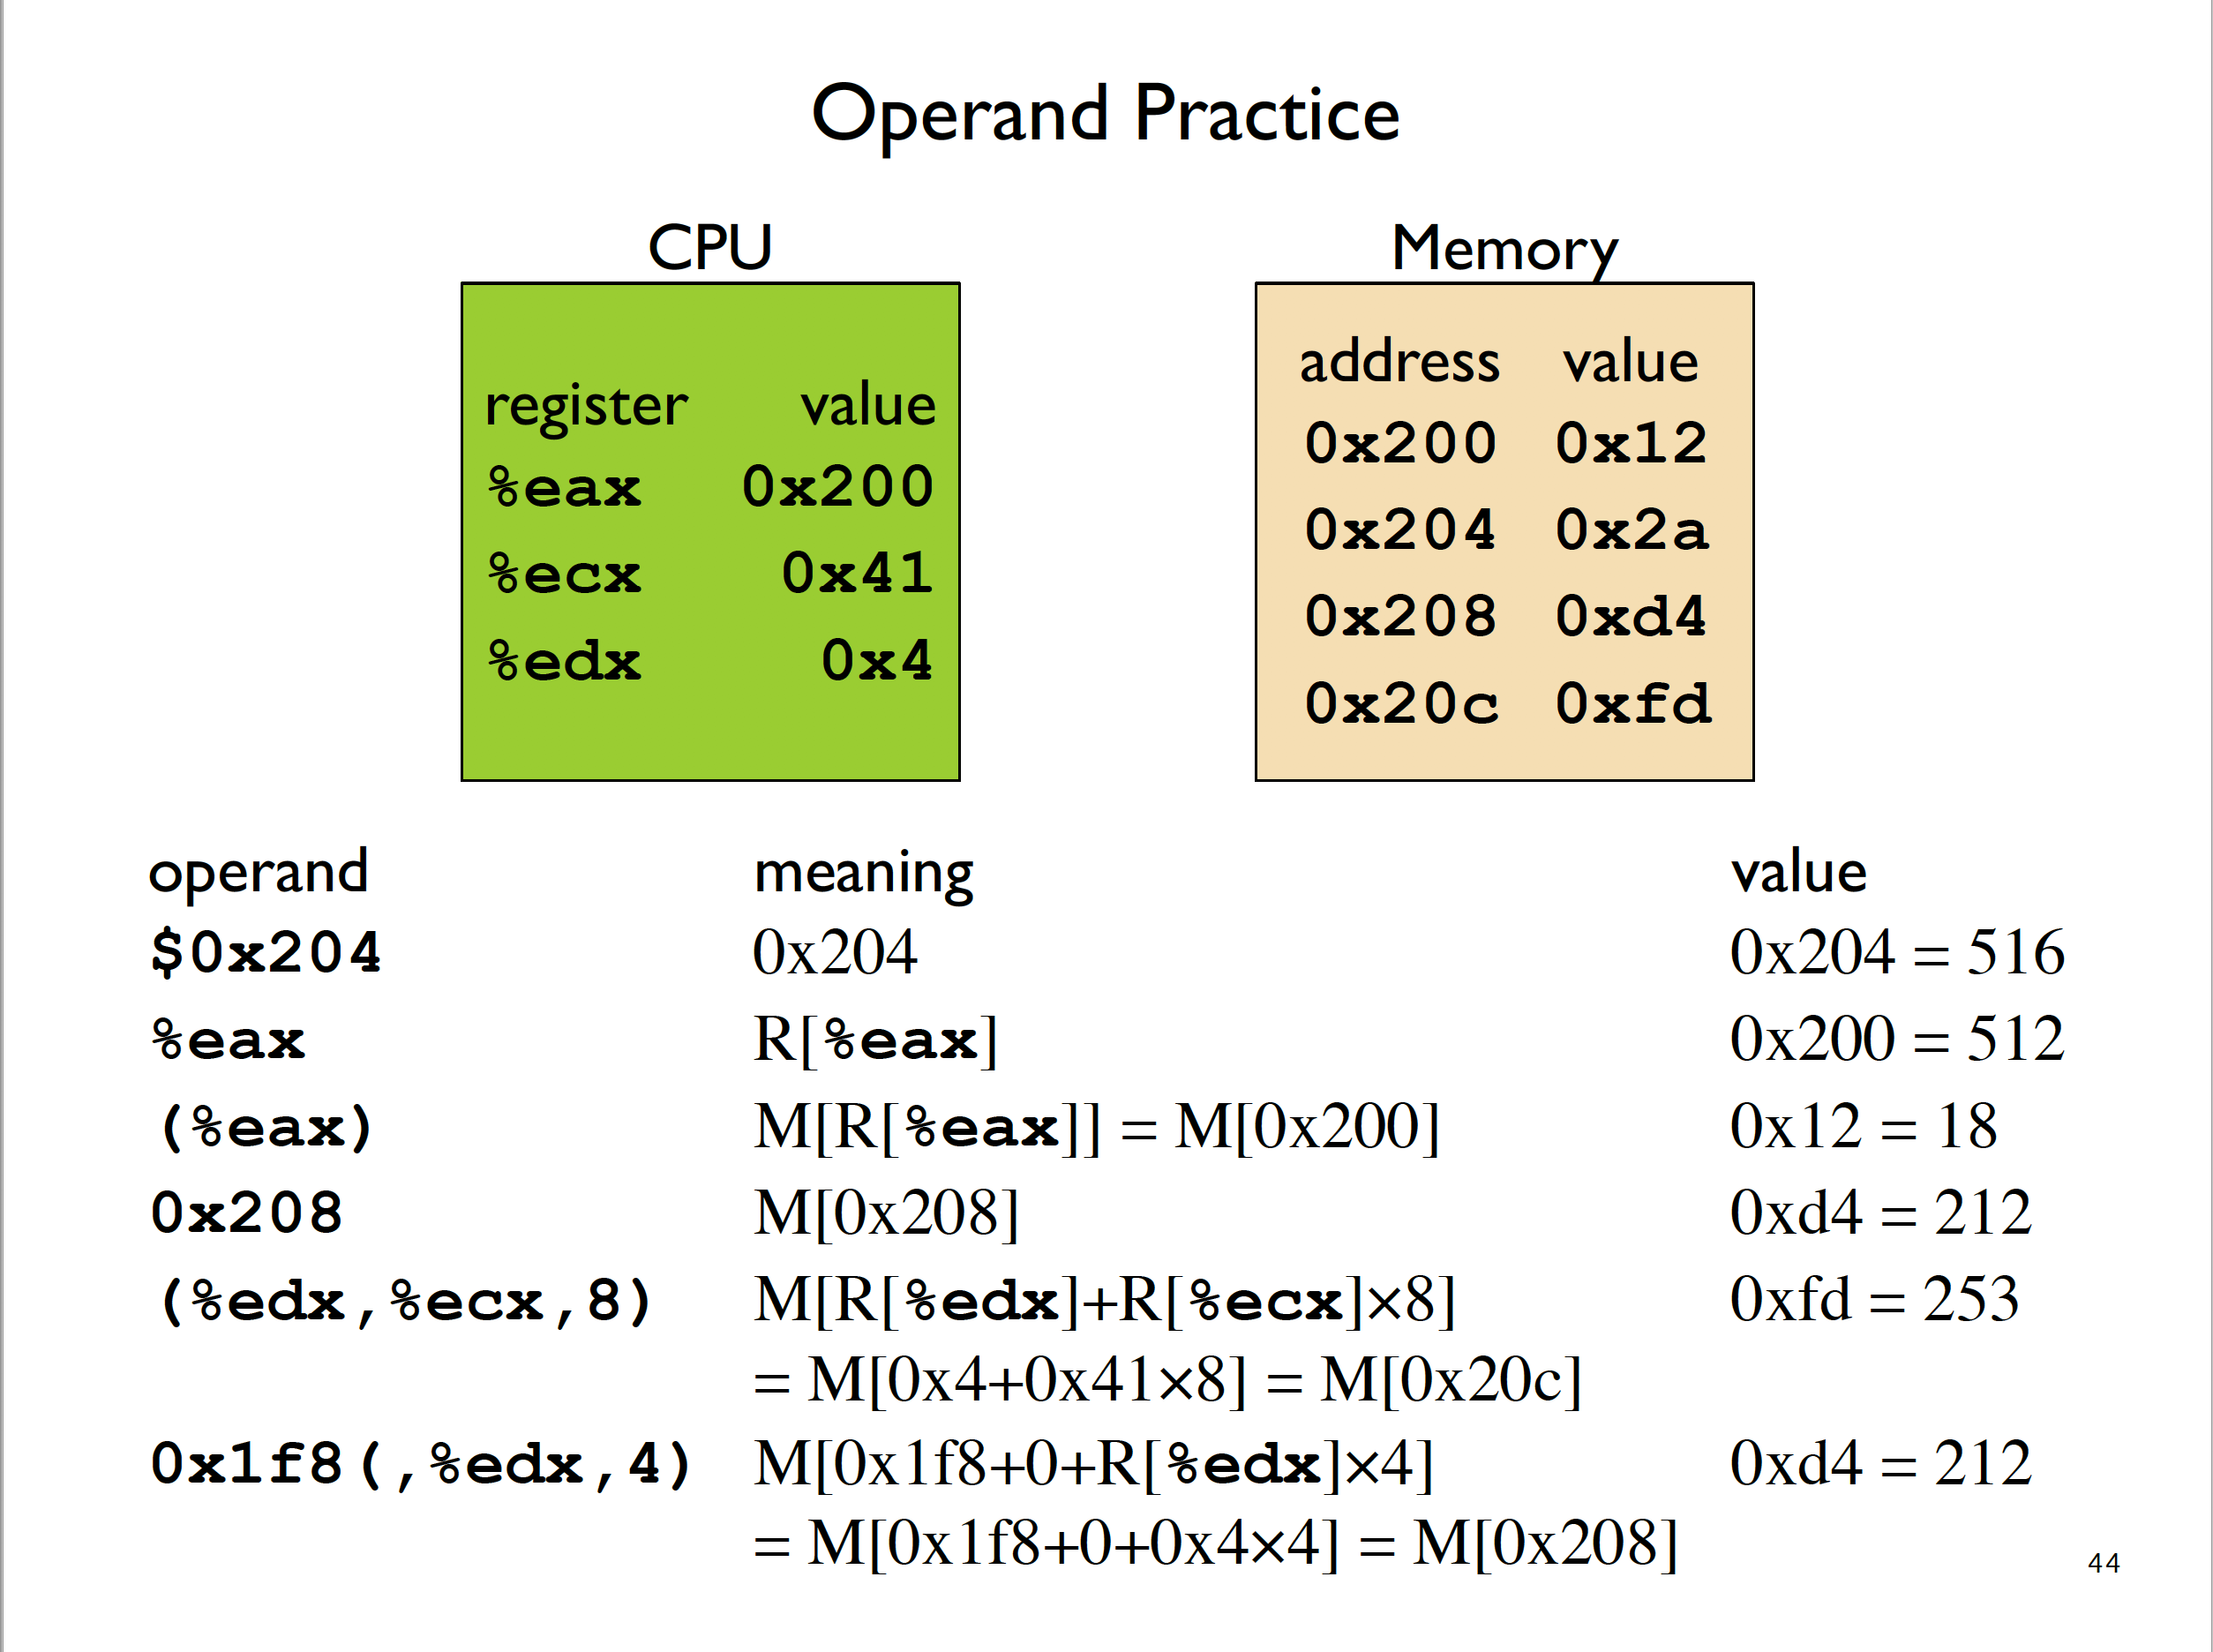 Operand Practice
CPU
Memory
register value
%eax 0x200
%ecx 0x41
%edx 0x4
address value
0x200 0x12
0x204 0x2a
0x208 0xd4
0x20c 0xfd
operand meaning value
$0x204 0x204 0x204 = 516
%eax R[%eax] 0x200 = 512
(%eax) M[R[%eax]] = M[0x200] 0x12 = 18
0x208 M[0x208] 0xd4 = 212
(%edx,%ecx,8) M[R[%edx]+R[%ecx]×8] 0xfd = 253
= M[0x4+0x41×8] = M[0x20c]
0x1f8(,%edx,4) M[0x1f8+0+R[%edx]×4] 0xd4 = 212
= M[0x1f8+0+0x4×4] = M[0x208]
44